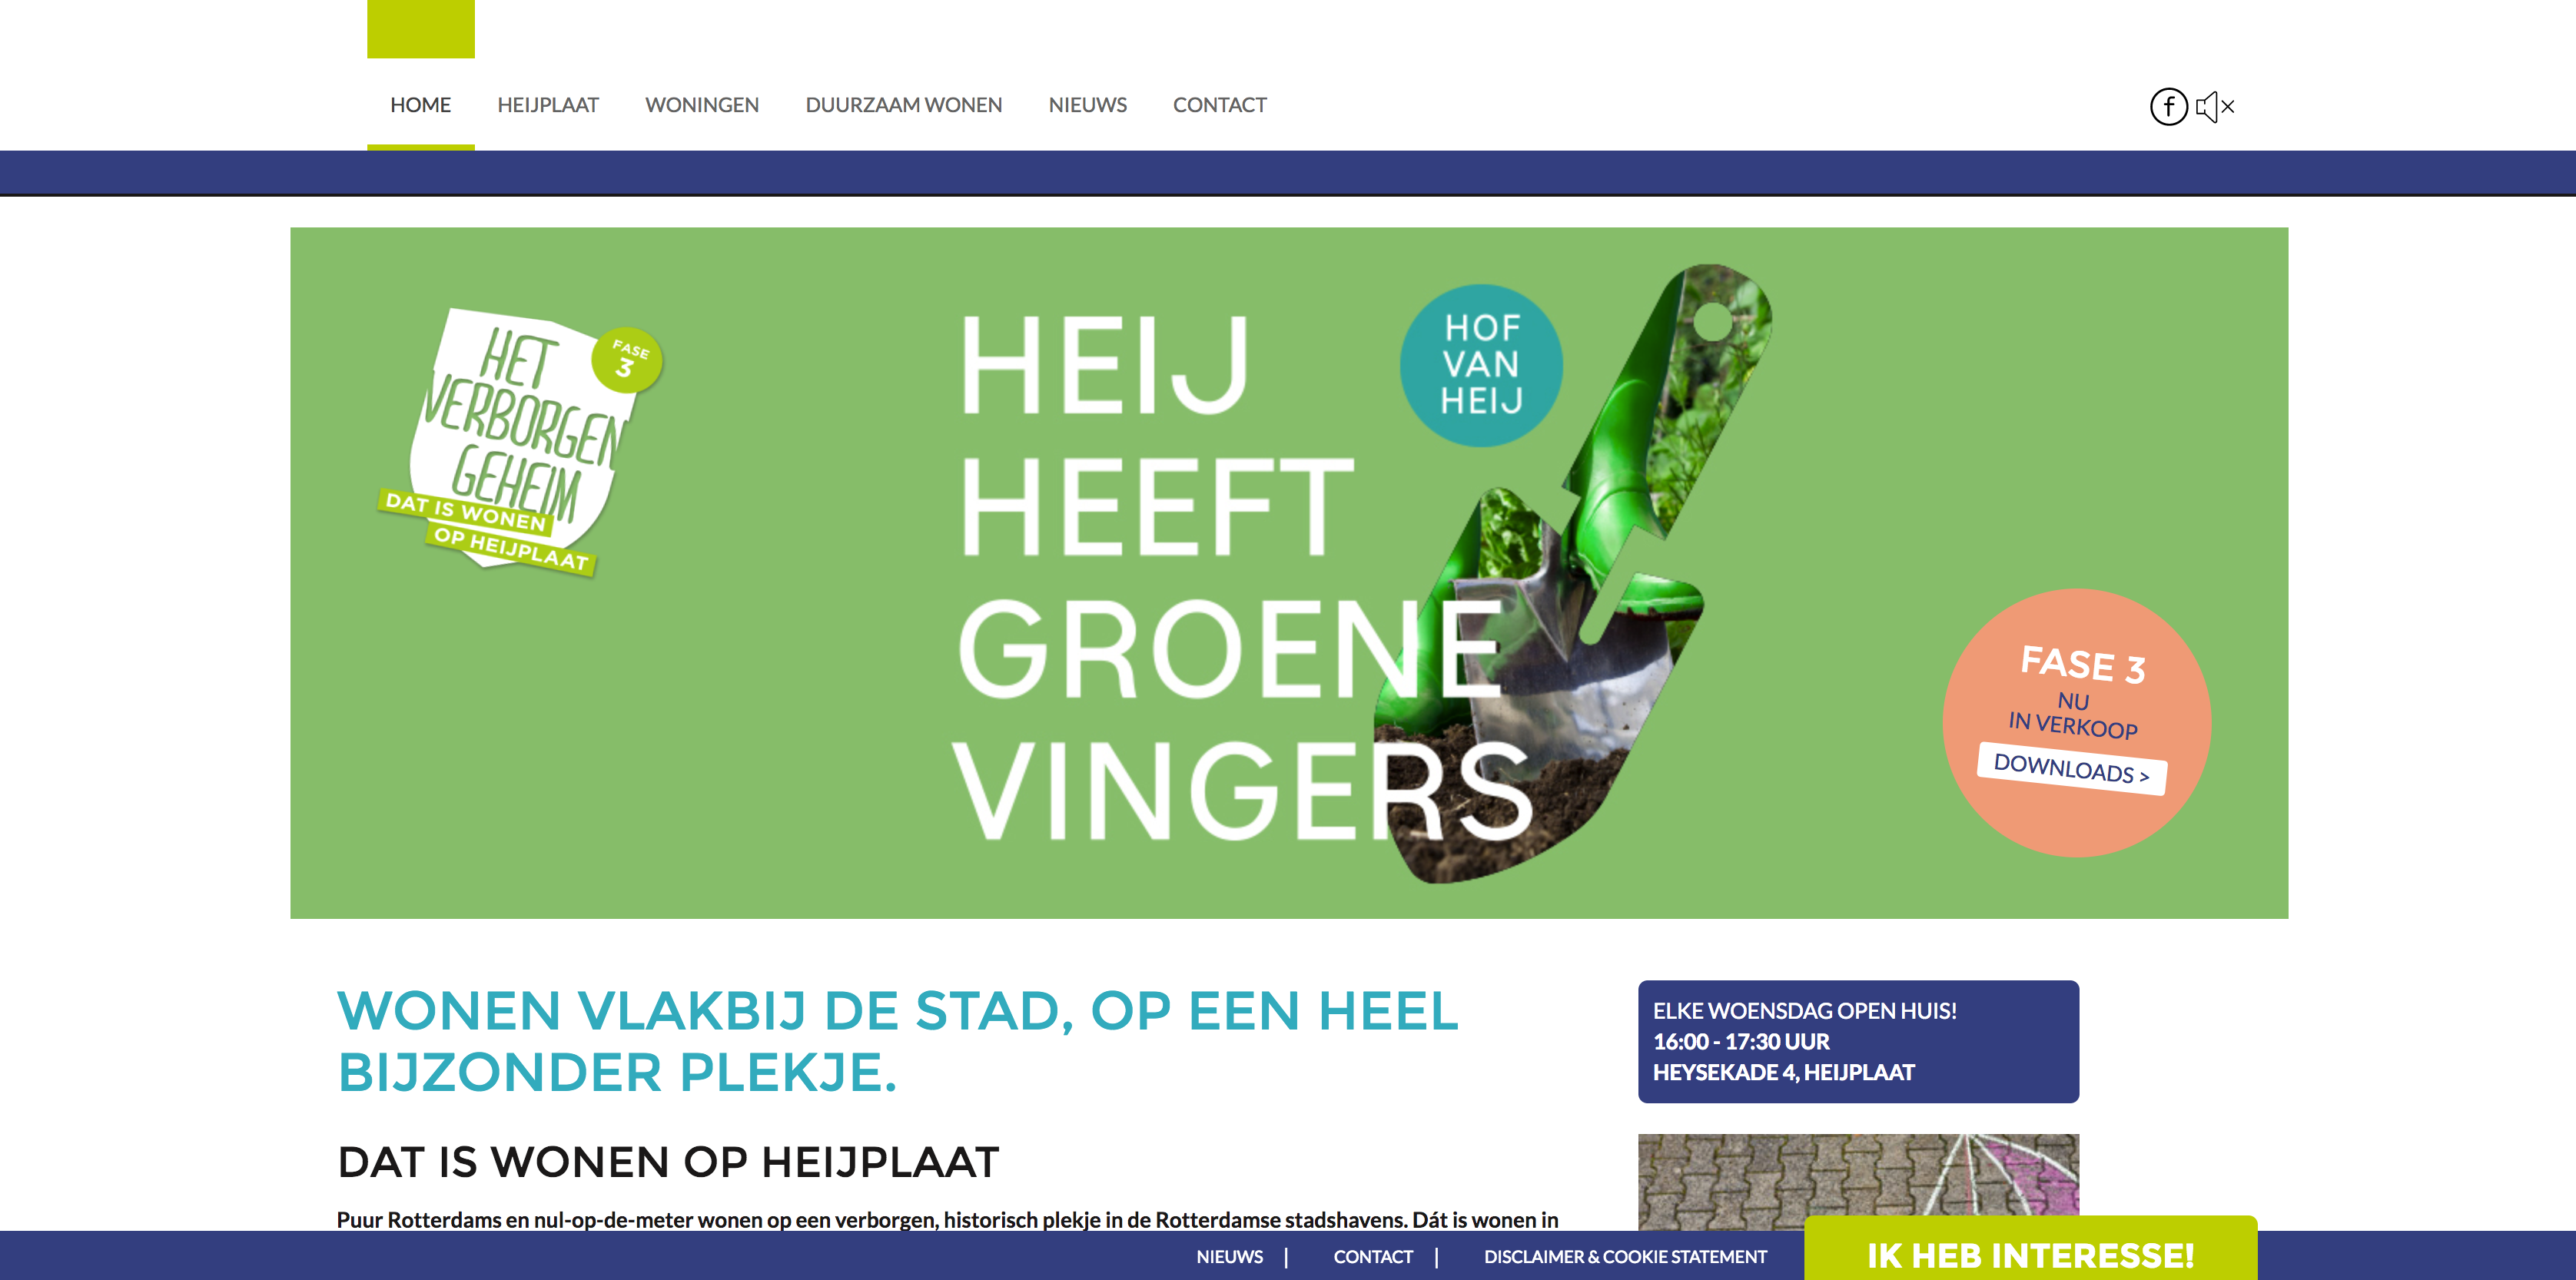 HOME HEIJPLAAT WONINGEN DUURZAAM WONEN NIEUWS CONTACT
f
HET
VERBORGEN
GEHEIM
FASE
3
DAT IS WONEN
OP HEIJPLAAT
HEIJ
HEEFT
GROENE
VINGERS
HOF
VAN
HEIJ
FASE 3
NU
IN VERKOOP
DOWNLOADS >
WONEN VLAKBIJ DE STAD, OP EEN HEEL
BIJZONDER PLEKJE.
DAT IS WONEN OP HEIJPLAAT
Puur Rotterdams en nul-op-de-meter wonen op een verborgen, historisch plekje in de Rotterdamse stadshavens. Dát is wonen in
ELKE WOENSDAG OPEN HUIS!
16:00 - 17:30 UUR
HEYSEKADE 4, HEIJPLAAT
NIEUWS | CONTACT | DISCLAIMER & COOKIE STATEMENT
IK HEB INTERESSE!